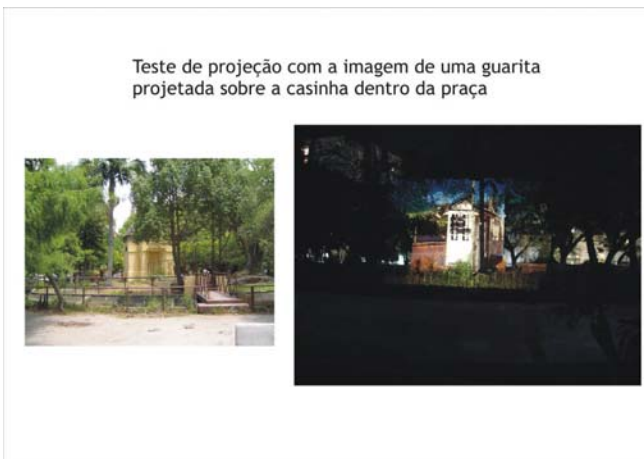 Teste de projeção com a imagem de uma guarita
projetada sobre a casinha dentro da praça